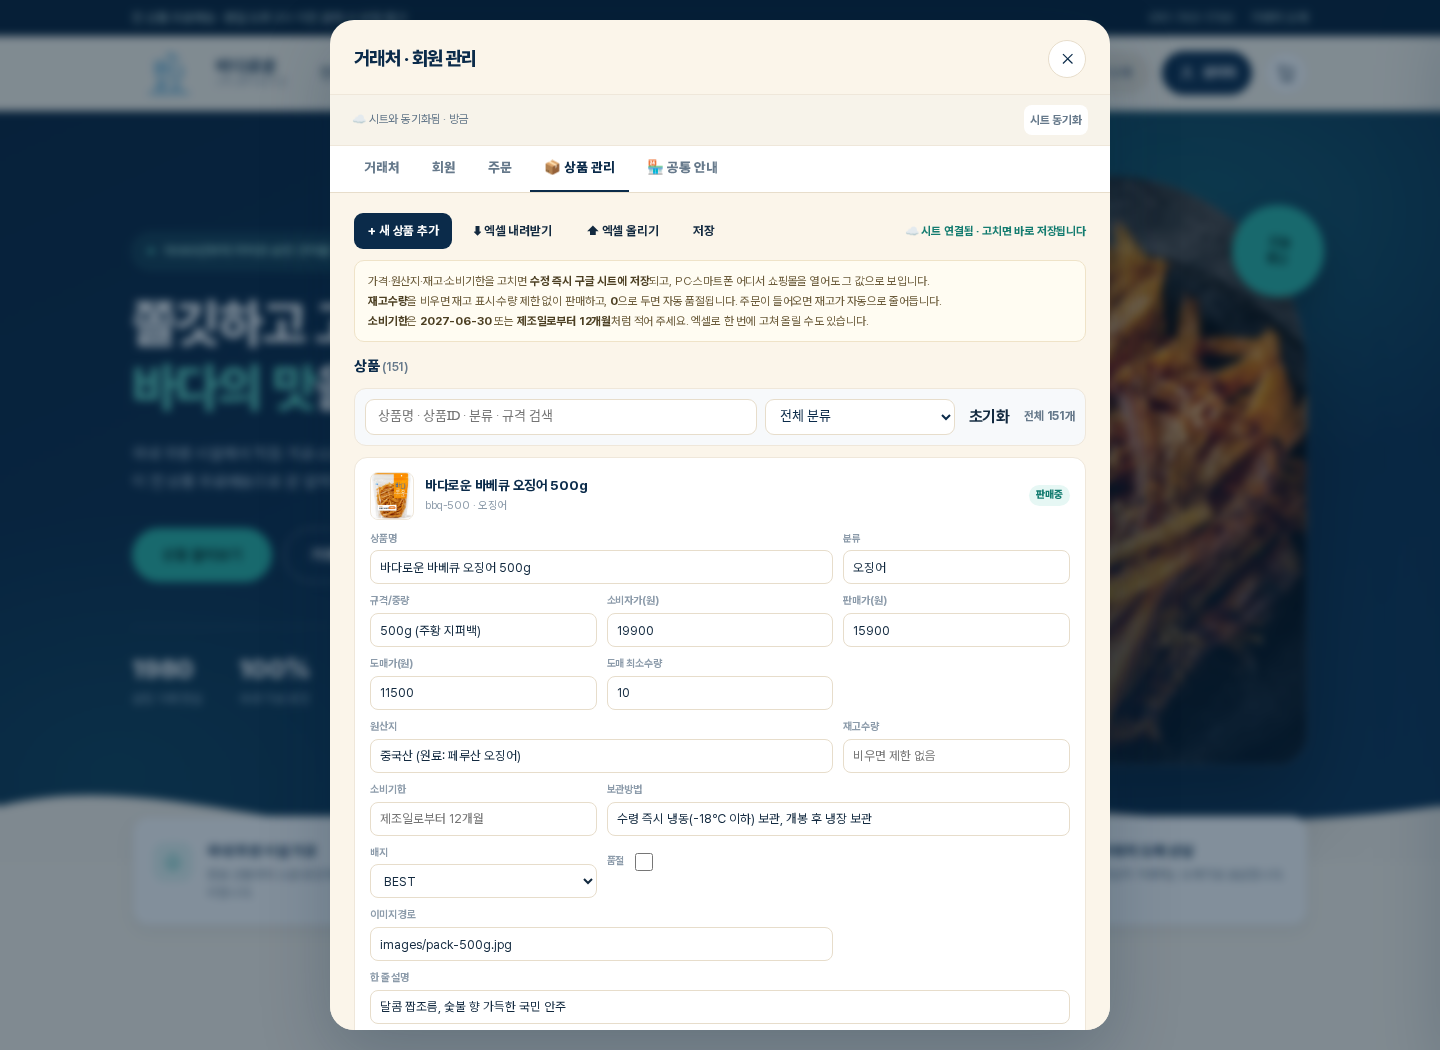 거래처 · 회원 관리
☁️ 시트와 동기화됨 · 방금
시트 동기화
거래처
회원
주문
📦 상품 관리
🏪 공통 안내
+ 새 상품 추가
⬇ 엑셀 내려받기
⬆ 엑셀 올리기
저장
☁️ 시트 연결됨 · 고치면 바로 저장됩니다
가격·원산지·재고·소비기한을 고치면 수정 즉시 구글 시트에 저장되고, PC·스마트폰 어디서 쇼핑몰을 열어도 그 값으로 보입니다.
재고수량을 비우면 재고 표시·수량 제한 없이 판매하고, 0으로 두면 자동 품절됩니다. 주문이 들어오면 재고가 자동으로 줄어듭니다.
소비기한은 2027-06-30 또는 제조일로부터 12개월처럼 적어 주세요. 엑셀로 한 번에 고쳐 올릴 수도 있습니다.
상품 (151)
상품명 · 상품ID · 분류 · 규격 검색
전체 분류
초기화
전체 151개
바다로운 바베큐 오징어 500g
bbq-500 · 오징어
판매중
상품명
분류
바다로운 바베큐 오징어 500g
오징어
규격/중량
소비자가(원)
판매가(원)
500g (주황 지퍼백)
19900
15900
도매가(원)
도매 최소수량
11500
10
원산지
재고수량
중국산 (원료: 페루산 오징어)
비우면 제한 없음
소비기한
보관방법
제조일로부터 12개월
수령 즉시 냉동(-18℃ 이하) 보관, 개봉 후 냉장 보관
배지
품절
BEST
이미지경로
images/pack-500g.jpg
한 줄 설명
달콤 짭조름, 숯불 향 가득한 국민 안주
쫄깃하고 고
바다의 맛
1980
100%